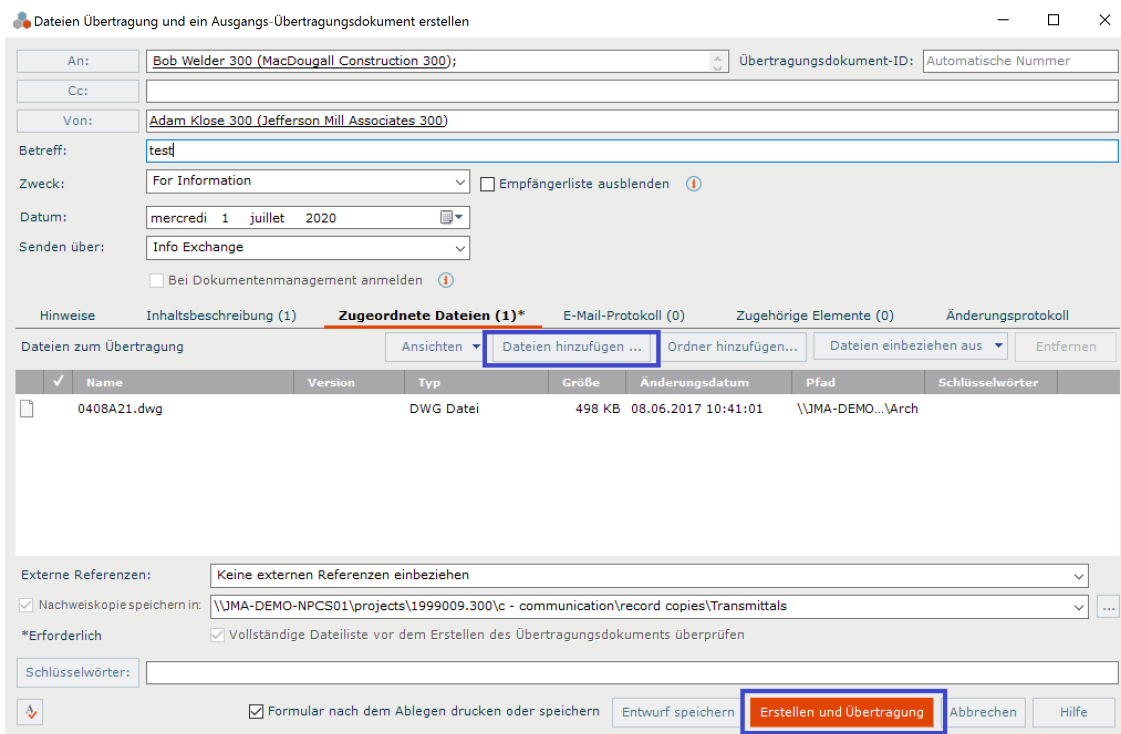 Dateien Übertragung und ein Ausgangs-Übertragungsdokument erstellen
An: Bob Welder 300 (MacDougall Construction 300); Übertragungsdokument-ID: Automatische Nummer
Cc:
Von: Adam Klose 300 (Jefferson Mill Associates 300)
Betreff: test
Zweck: For Information Empfängerliste ausblenden
Datum: mercredi 1 juillet 2020
Senden über: Info Exchange
Bei Dokumentenmanagement anmelden
Hinweise Inhaltsbeschreibung (1) Zugeordnete Dateien (1)* E-Mail-Protokoll (0) Zugehörige Elemente (0) Änderungsprotokoll
Dateien zum Übertragung Ansichten Dateien hinzufügen ... Ordner hinzufügen... Dateien einbeziehen aus Entfernen
Name Version Typ Größe Änderungsdatum Pfad Schlüsselwörter
0408A21.dwg DWG Datei 498 KB 08.06.2017 10:41:01 \\JMA-DEMO...\Arch
Externe Referenzen: Keine externen Referenzen einbeziehen
Nachweiskopie speichern in: \\JMA-DEMO-NPCS01\projects\1999009.300\c - communication\record copies\Transmittals ...
*Erforderlich Vollständige Dateiliste vor dem Erstellen des Übertragungsdokuments überprüfen
Schlüsselwörter:
Formular nach dem Ablegen drucken oder speichern Entwurf speichern Erstellen und Übertragung Abbrechen Hilfe